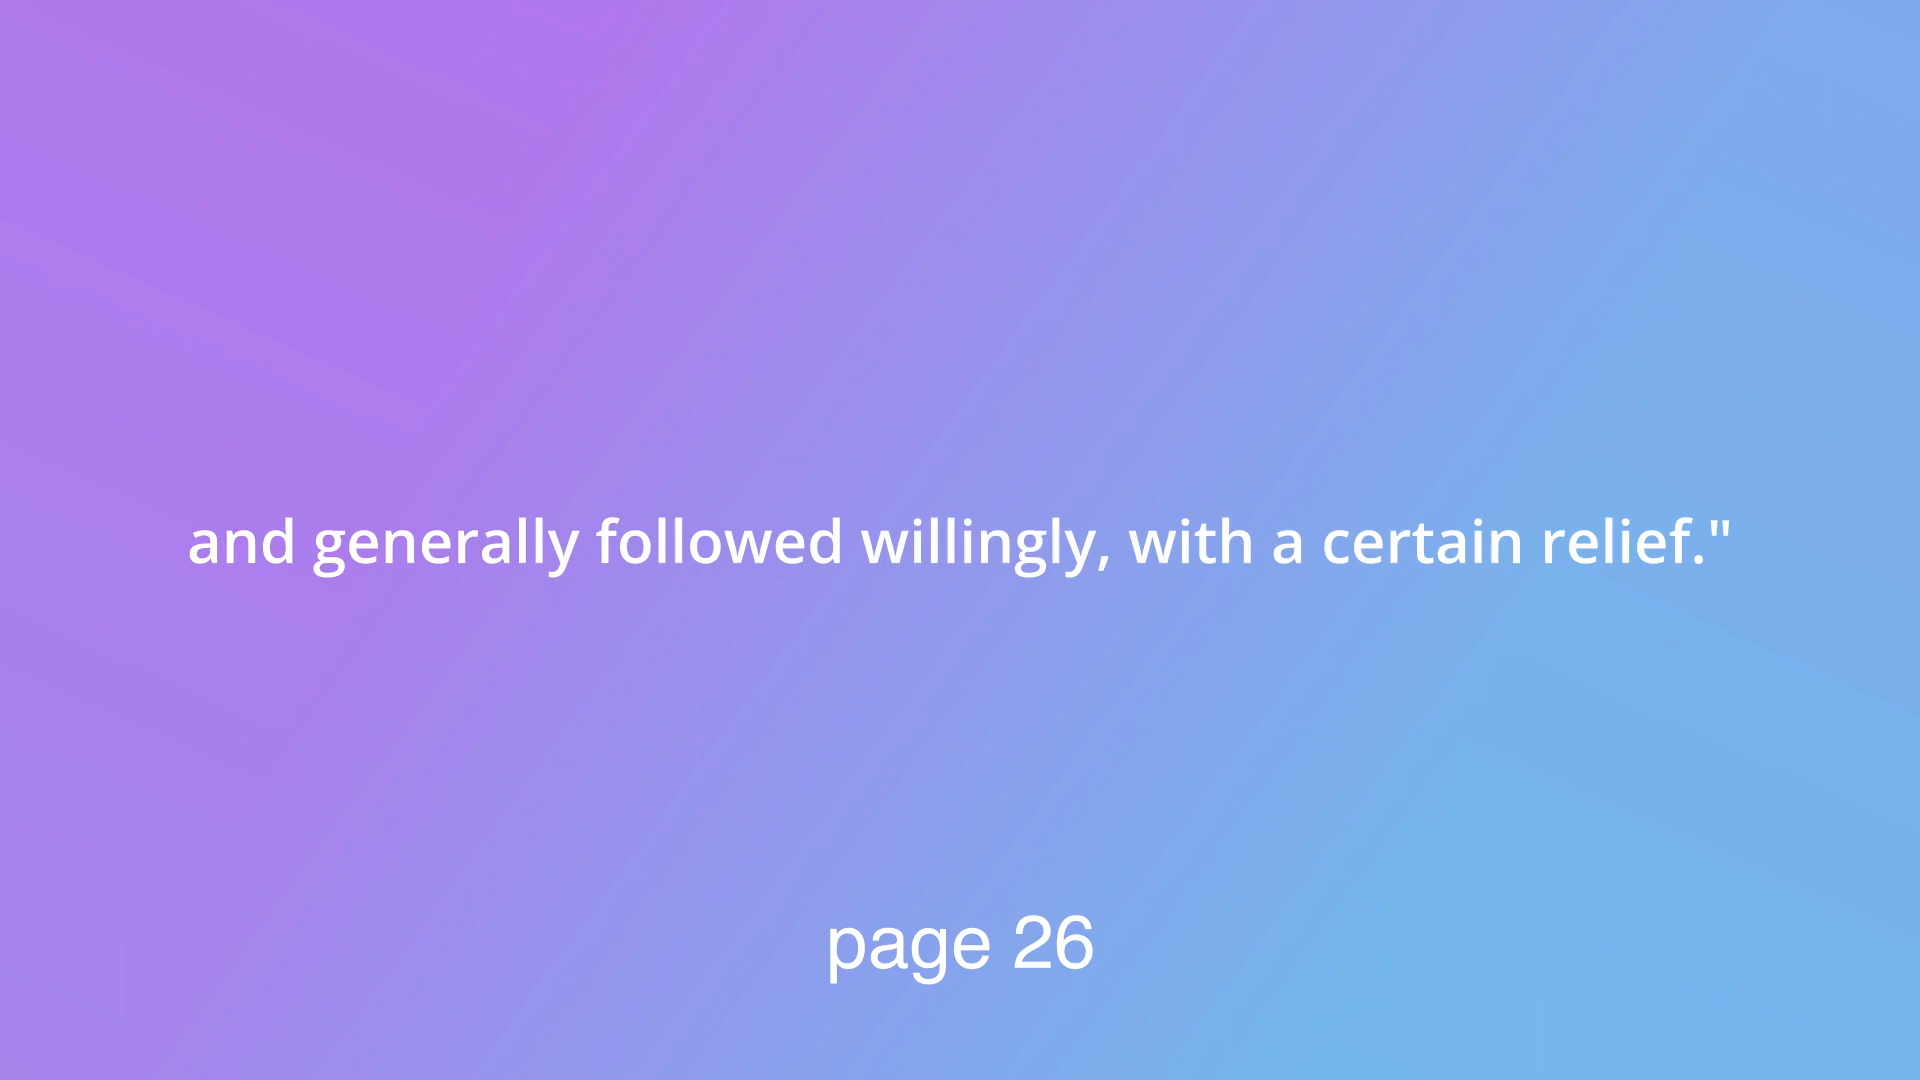 and generally followed willingly, with a certain relief."
page 26